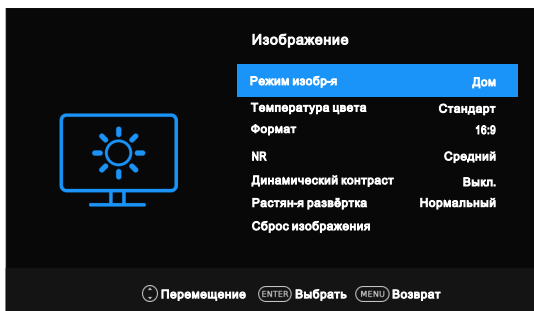 Изображение
Режим изобр-я Дом
Температура цвета Стандарт
Формат 16:9
NR Средний
Динамический контраст Выкл.
Растян-я развёртка Нормальный
Сброс изображения
Перемещение ENTER Выбрать MENU Возврат